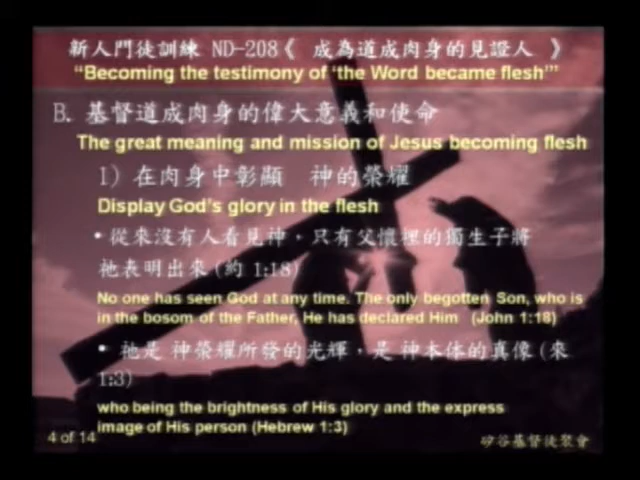 新人門徒訓練 ND-208《 成為道成肉身的見證人 》
“Becoming the testimony of ‘the Word became flesh’”
B. 基督道成肉身的偉大意義和使命
The great meaning and mission of Jesus becoming flesh
1) 在肉身中彰顯 神的榮耀
Display God’s glory in the flesh
• 從來沒有人看見神，只有父懷裡的獨生子將
祂表明出來(約 1:18)
No one has seen God at any time. The only begotten Son, who is
in the bosom of the Father, He has declared Him (John 1:18)
• 祂是 神榮耀所發的光輝，是 神本体的真像(來
1:3)
who being the brightness of His glory and the express
image of His person (Hebrew 1:3)
4 of 14
矽谷基督徒聚會